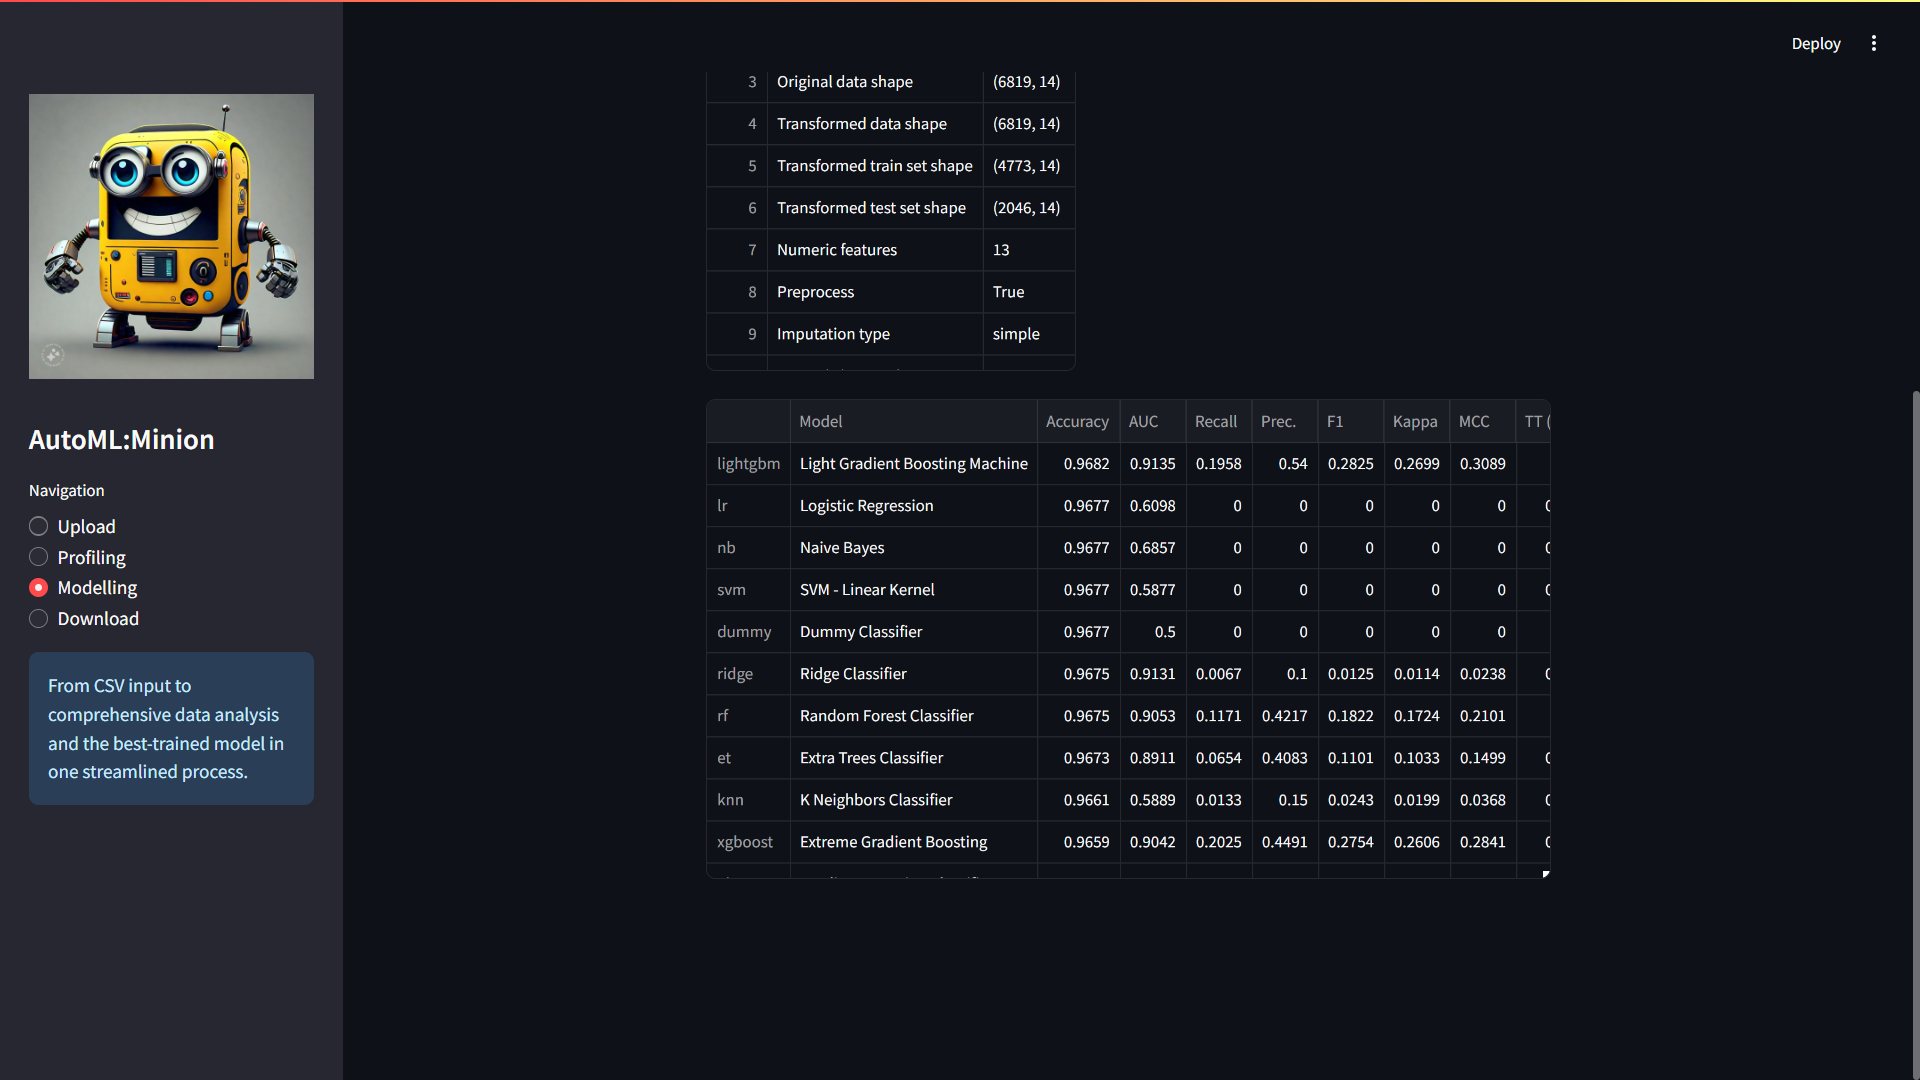 Deploy
AutoML:Minion
Navigation
Upload
Profiling
Modelling
Download
From CSV input to
comprehensive data analysis
and the best-trained model in
one streamlined process.
3 Original data shape (6819, 14)
4 Transformed data shape (6819, 14)
5 Transformed train set shape (4773, 14)
6 Transformed test set shape (2046, 14)
7 Numeric features 13
8 Preprocess True
9 Imputation type simple
Model Accuracy AUC Recall Prec. F1 Kappa MCC TT (
lightgbm Light Gradient Boosting Machine 0.9682 0.9135 0.1958 0.54 0.2825 0.2699 0.3089
lr Logistic Regression 0.9677 0.6098 0 0 0 0 0
nb Naive Bayes 0.9677 0.6857 0 0 0 0 0
svm SVM - Linear Kernel 0.9677 0.5877 0 0 0 0 0
dummy Dummy Classifier 0.9677 0.5 0 0 0 0 0
ridge Ridge Classifier 0.9675 0.9131 0.0067 0.1 0.0125 0.0114 0.0238
rf Random Forest Classifier 0.9675 0.9053 0.1171 0.4217 0.1822 0.1724 0.2101
et Extra Trees Classifier 0.9673 0.8911 0.0654 0.4083 0.1101 0.1033 0.1499
knn K Neighbors Classifier 0.9661 0.5889 0.0133 0.15 0.0243 0.0199 0.0368
xgboost Extreme Gradient Boosting 0.9659 0.9042 0.2025 0.4491 0.2754 0.2606 0.2841